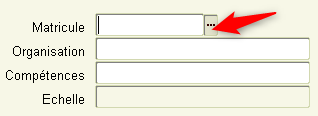 Matricule
Organisation
Compétences
Echelle